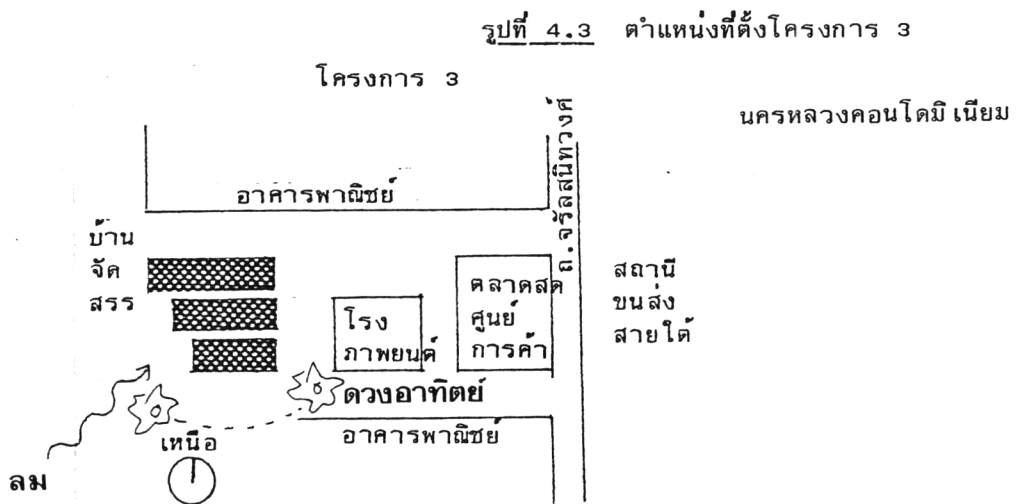 รูปที่ 4.3 ตำแหน่งที่ตั้งโครงการ 3
โครงการ 3
นครหลวงคอนโดมิเนียม
ถ.จรัลสนิทวงศ์
อาคารพาณิชย์
บ้าน
จัด
สรร
โรง
ภาพยนต์
ตลาดสด
ศูนย์
การค้า
สถานี
ขนส่ง
สายใต้
ดวงอาทิตย์
อาคารพาณิชย์
เหนือ
ลม